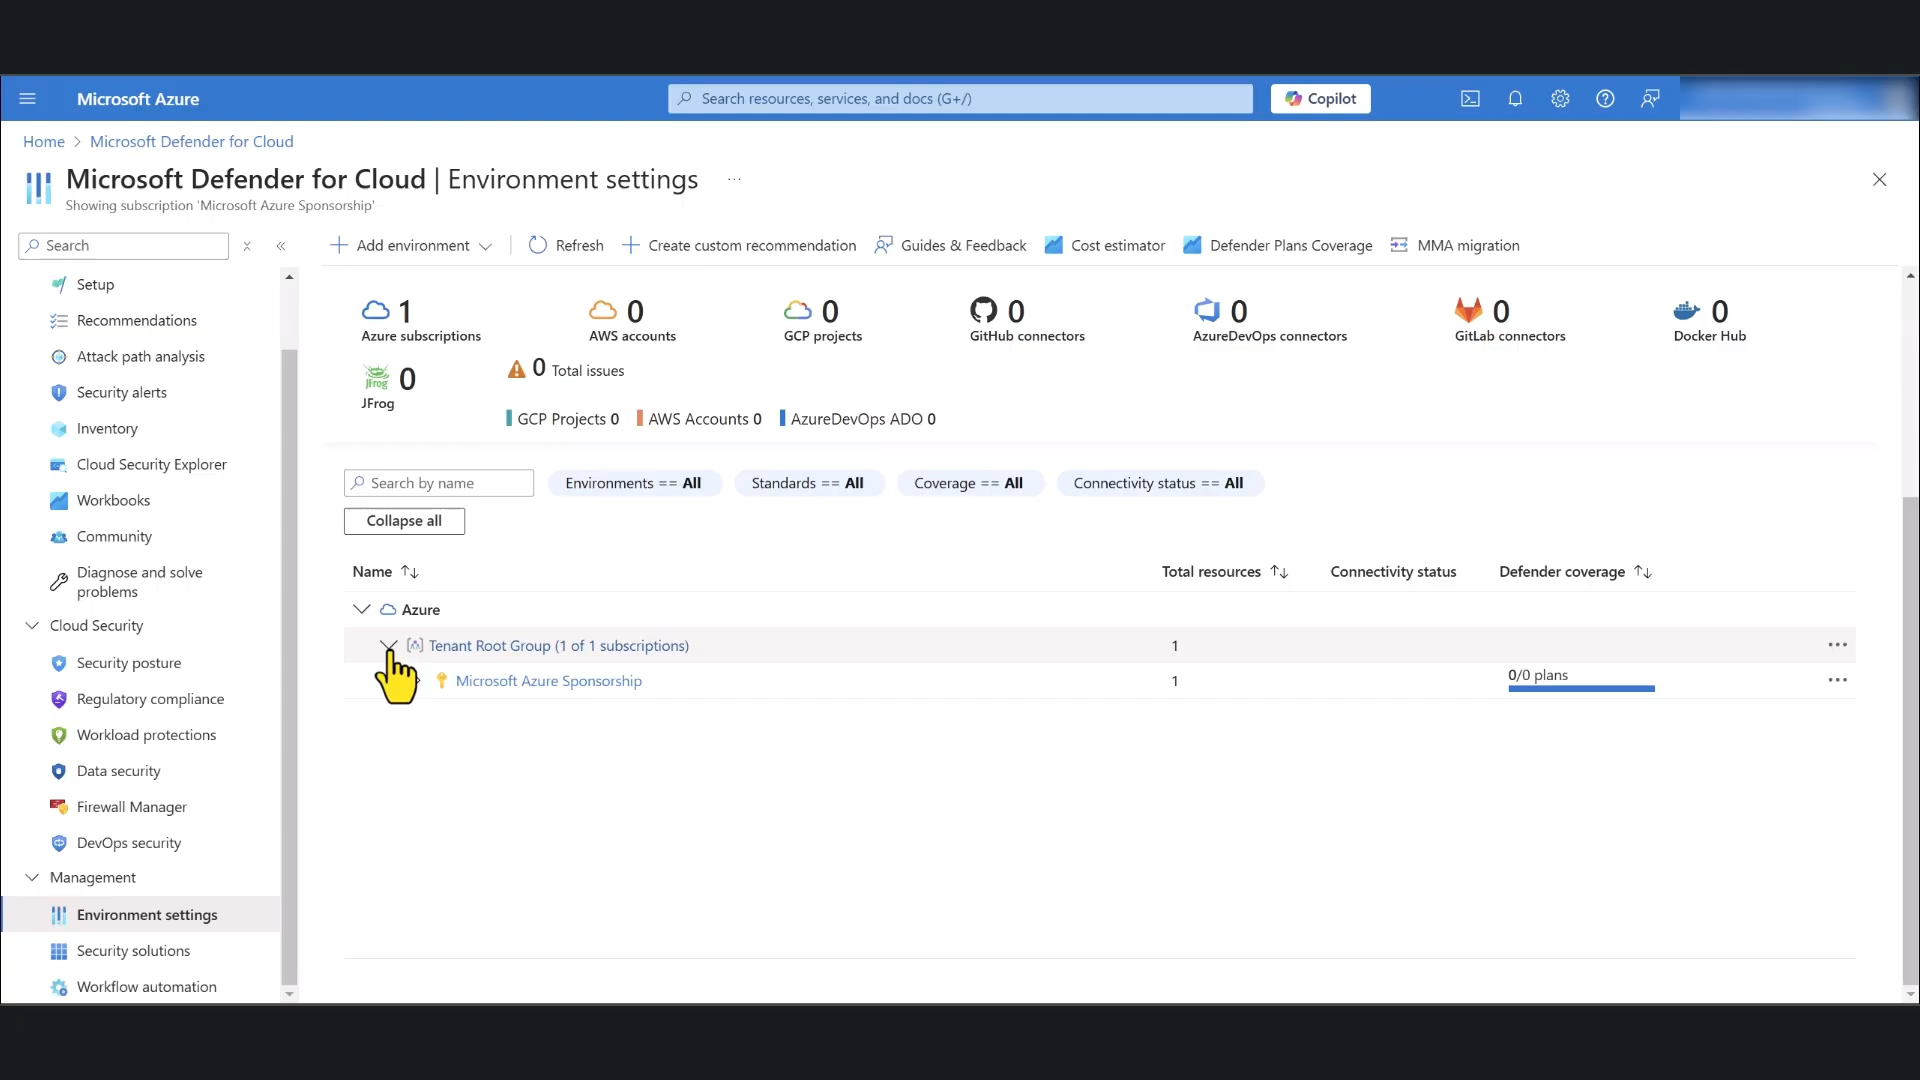 Microsoft Azure
Search resources, services, and docs (G+/)
Copilot
Home > Microsoft Defender for Cloud
Microsoft Defender for Cloud | Environment settings ...
Showing subscription 'Microsoft Azure Sponsorship'
Search
Add environment
Refresh
Create custom recommendation
Guides & Feedback
Cost estimator
Defender Plans Coverage
MMA migration
Setup
Recommendations
Attack path analysis
Security alerts
Inventory
Cloud Security Explorer
Workbooks
Community
Diagnose and solve
problems
Cloud Security
Security posture
Regulatory compliance
Workload protections
Data security
Firewall Manager
DevOps security
Management
Environment settings
Security solutions
Workflow automation
1
Azure subscriptions
0
AWS accounts
0
GCP projects
0
GitHub connectors
0
AzureDevOps connectors
0
GitLab connectors
0
Docker Hub
JFrog 0
JFrog
0 Total issues
GCP Projects 0
AWS Accounts 0
AzureDevOps ADO 0
Search by name
Environments == All
Standards == All
Coverage == All
Connectivity status == All
Collapse all
Name
Total resources
Connectivity status
Defender coverage
Azure
Tenant Root Group (1 of 1 subscriptions)
1
Microsoft Azure Sponsorship
1
0/0 plans